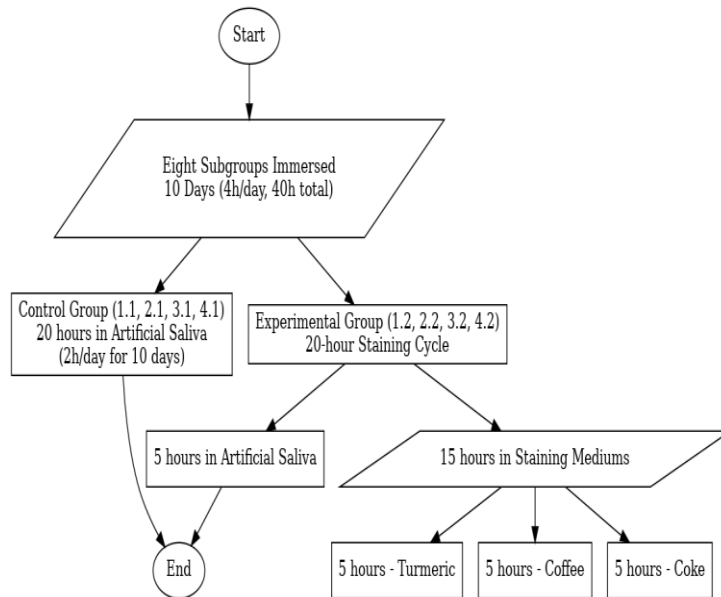 Start
Eight Subgroups Immersed
10 Days (4h/day, 40h total)
Control Group (1.1, 2.1, 3.1, 4.1)
20 hours in Artificial Saliva
(2h/day for 10 days)
Experimental Group (1.2, 2.2, 3.2, 4.2)
20-hour Staining Cycle
5 hours in Artificial Saliva
15 hours in Staining Mediums
End
5 hours - Turmeric
5 hours - Coffee
5 hours - Coke